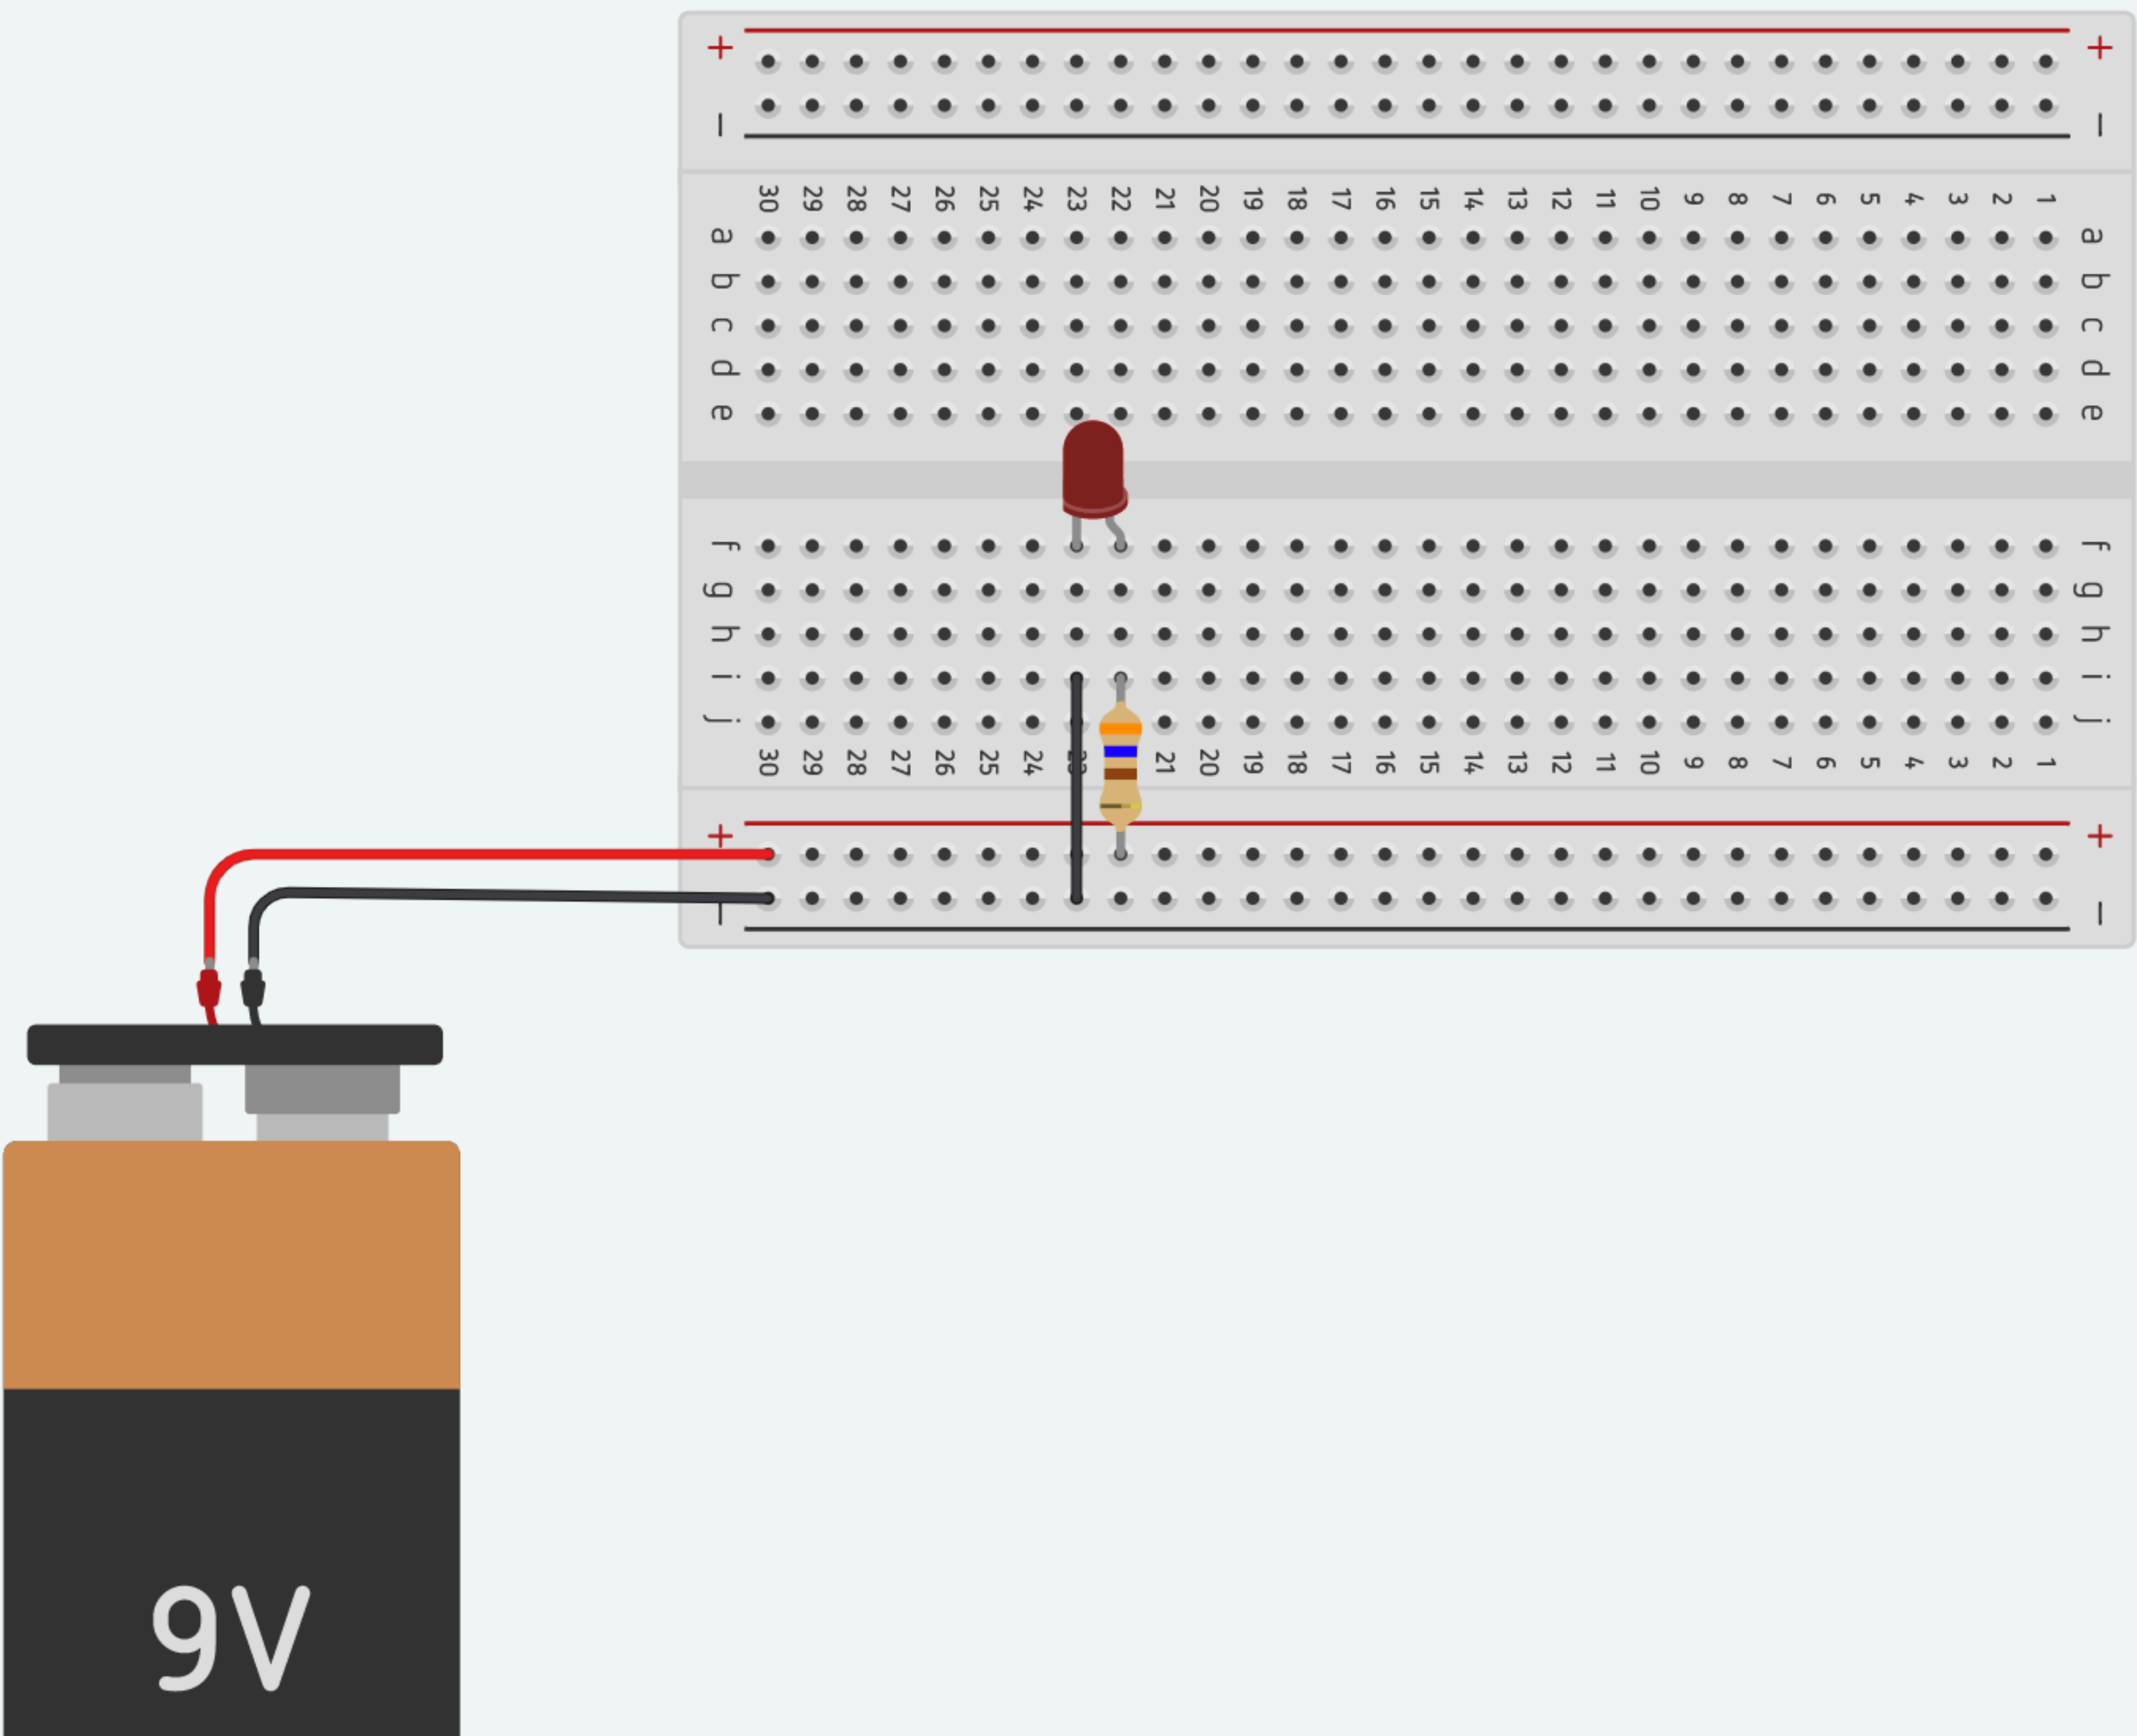 + +
− −
30 29 28 27 26 25 24 23 22 21 20 19 18 17 16 15 14 13 12 11 10 9 8 7 6 5 4 3 2 1
a a
b b
c c
d d
e e
f f
g g
h h
i i
j j
30 29 28 27 26 25 24 23 21 20 19 18 17 16 15 14 13 12 11 10 9 8 7 6 5 4 3 2 1
+ +
− −
9V